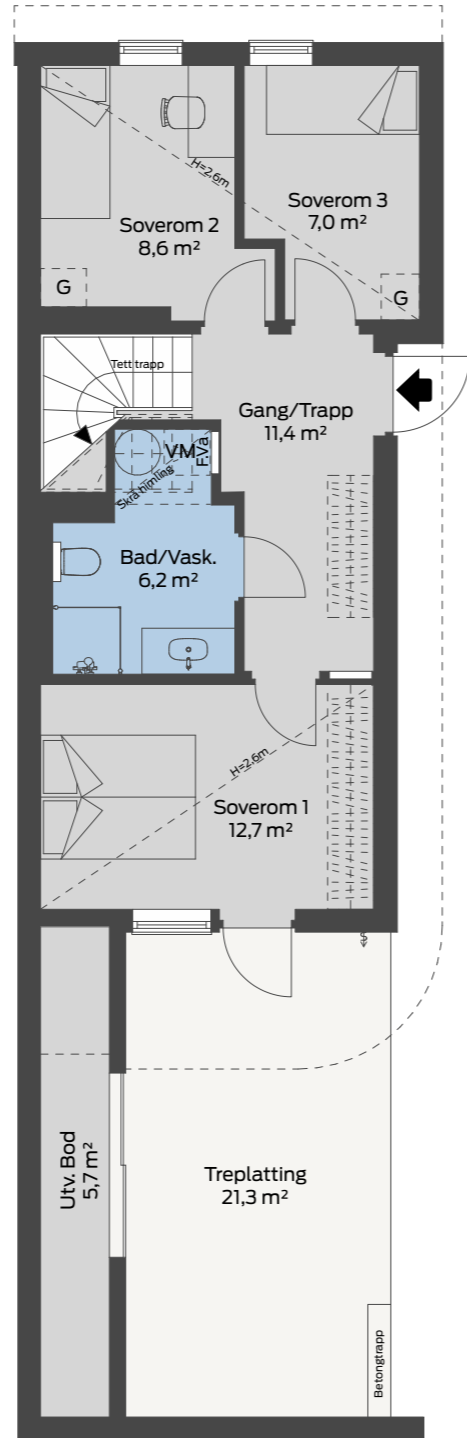 H=2,6m
Soverom 2
8,6 m²
Soverom 3
7,0 m²
G
G
Tett trapp
Gang/Trapp
11,4 m²
VM
F.Va.
Skrå himling
Bad/Vask.
6,2 m²
H=2,6m
Soverom 1
12,7 m²
Utv. Bod
5,7 m²
Treplatting
21,3 m²
Betongtrapp